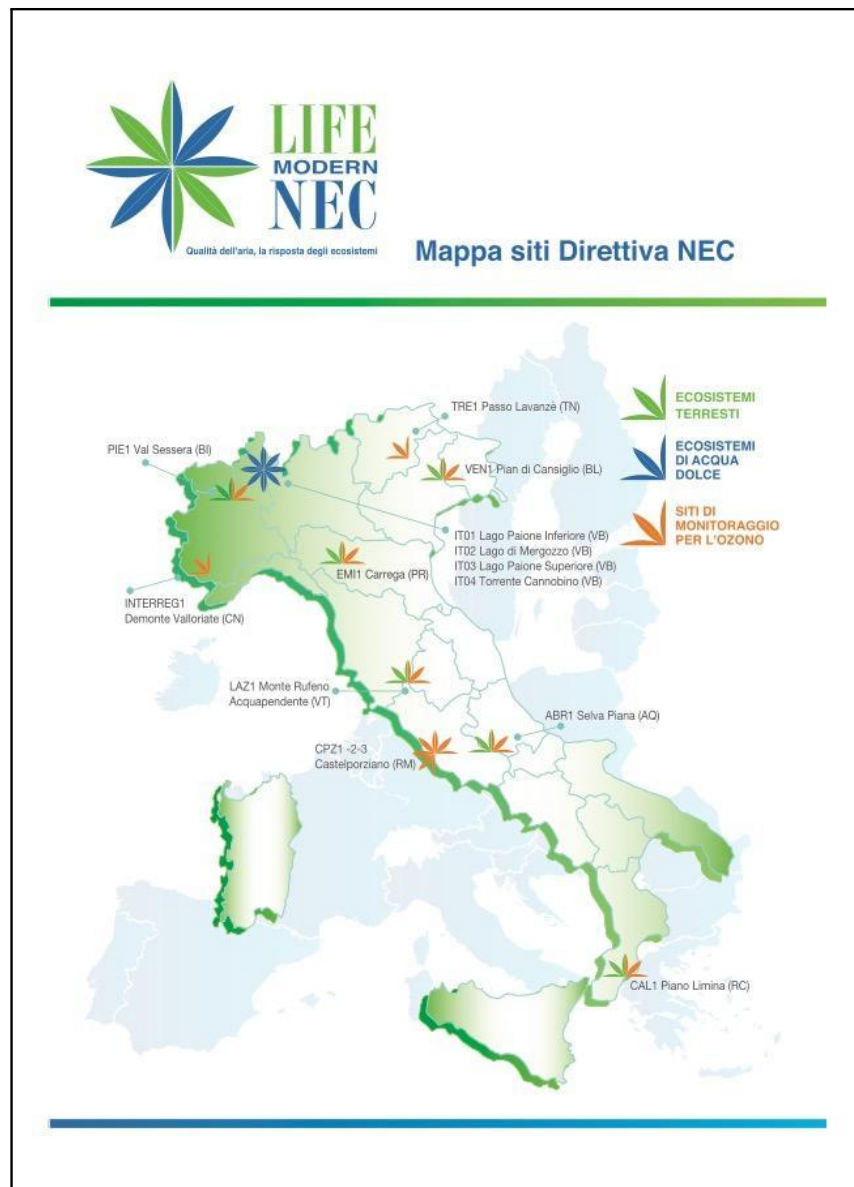 LIFE
MODERN
NEC
Qualità dell'aria, la risposta degli ecosistemi
Mappa siti Direttiva NEC
TRE1 Passo Lavanzè (TN)
ECOSISTEMI
TERRESTI
PIE1 Val Sessera (BI)
VEN1 Pian di Cansiglio (BL)
ECOSISTEMI
DI ACQUA
DOLCE
SITI DI
MONITORAGGIO
PER L'OZONO
IT01 Lago Paione Inferiore (VB)
IT02 Lago di Mergozzo (VB)
IT03 Lago Paione Superiore (VB)
IT04 Torrente Cannobino (VB)
EMI1 Carrega (PR)
INTERREG1
Demonte Valloriate (CN)
LAZ1 Monte Rufeno
Acquapendente (VT)
ABR1 Selva Piana (AQ)
CPZ1 -2-3
Castelporziano (RM)
CAL1 Piano Limina (RC)